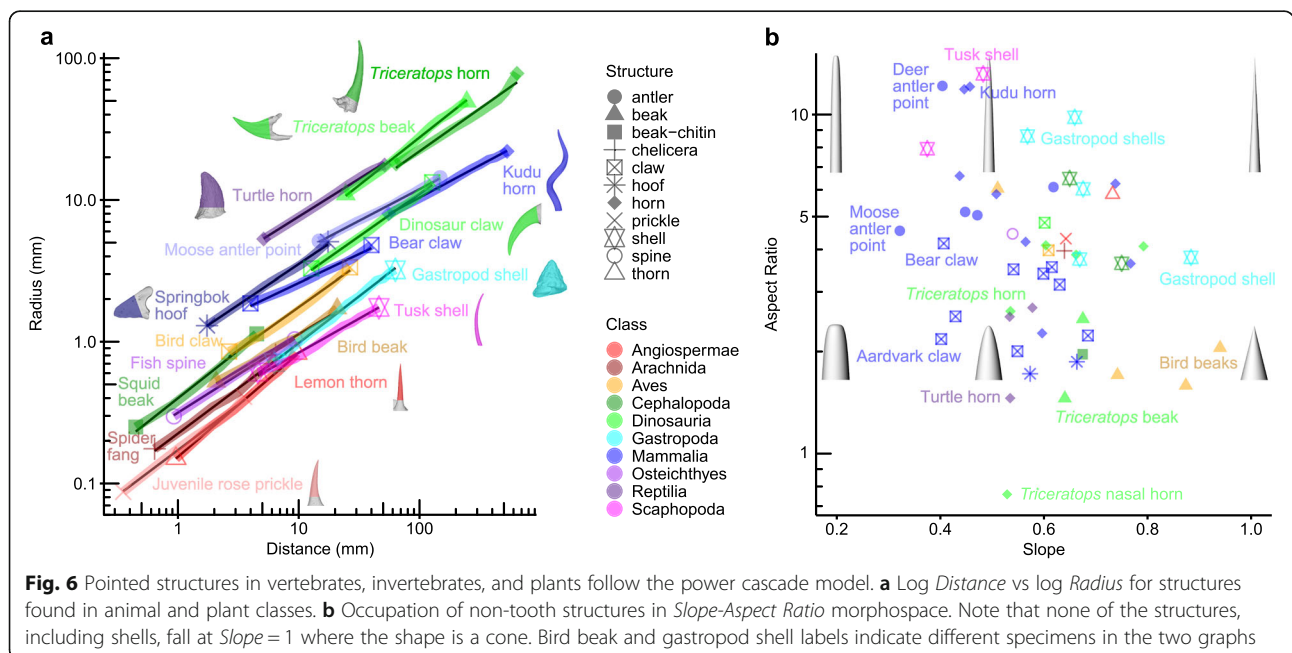 a
100.0
10.0
1.0
0.1
Radius (mm)
1
10
100
Distance (mm)
Triceratops horn
Triceratops beak
Turtle horn
Kudu
horn
Dinosaur claw
Moose antler point
Bear claw
Gastropod shell
Springbok
hoof
Tusk shell
Bird claw
Fish spine
Bird beak
Squid
beak
Lemon thorn
Spider
fang
Juvenile rose prickle
Structure
antler
beak
beak−chitin
chelicera
claw
hoof
horn
prickle
shell
spine
thorn
Class
Angiospermae
Arachnida
Aves
Cephalopoda
Dinosauria
Gastropoda
Mammalia
Osteichthyes
Reptilia
Scaphopoda
b
10
5
1
Aspect Ratio
0.2
0.4
0.6
0.8
1.0
Slope
Tusk shell
Deer
antler
point
Kudu horn
Gastropod shells
Moose
antler
point
Bear claw
Gastropod shell
Triceratops horn
Aardvark claw
Bird beaks
Turtle horn
Triceratops beak
Triceratops nasal horn
Fig. 6 Pointed structures in vertebrates, invertebrates, and plants follow the power cascade model. a Log Distance vs log Radius for structures
found in animal and plant classes. b Occupation of non-tooth structures in Slope-Aspect Ratio morphospace. Note that none of the structures,
including shells, fall at Slope = 1 where the shape is a cone. Bird beak and gastropod shell labels indicate different specimens in the two graphs